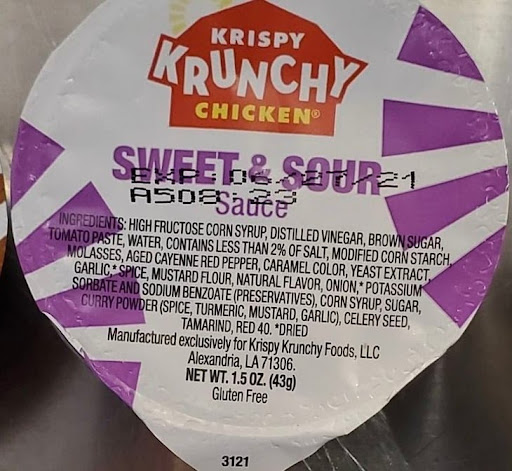 KRISPY
KRUNCHY
CHICKEN®
SWEET & SOUR
EXP: 06/27/21
A508:23
Sauce
INGREDIENTS: HIGH FRUCTOSE CORN SYRUP, DISTILLED VINEGAR, BROWN SUGAR,
TOMATO PASTE, WATER, CONTAINS LESS THAN 2% OF SALT, MODIFIED CORN STARCH,
MOLASSES, AGED CAYENNE RED PEPPER, CARAMEL COLOR, YEAST EXTRACT,
GARLIC,* SPICE, MUSTARD FLOUR, NATURAL FLAVOR, ONION,* POTASSIUM
SORBATE AND SODIUM BENZOATE (PRESERVATIVES), CORN SYRUP, SUGAR,
CURRY POWDER (SPICE, TURMERIC, MUSTARD, GARLIC), CELERY SEED,
TAMARIND, RED 40. *DRIED
Manufactured exclusively for Krispy Krunchy Foods, LLC
Alexandria, LA 71306.
NET WT. 1.5 OZ. (43g)
Gluten Free
3121